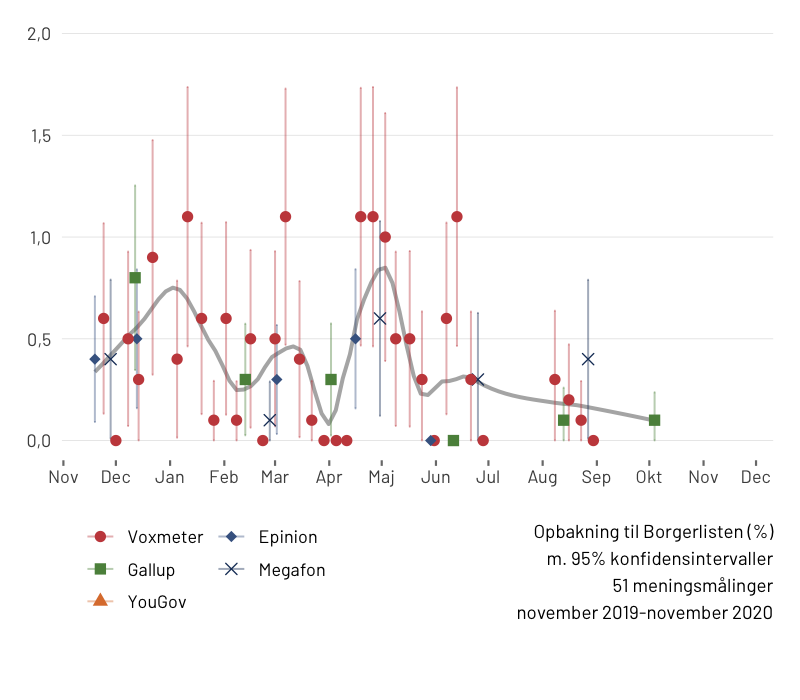 2,0
1,5
1,0
0,5
0,0
Nov Dec Jan Feb Mar Apr Maj Jun Jul Aug Sep Okt Nov Dec
Voxmeter Epinion
Gallup Megafon
YouGov
Opbakning til Borgerlisten (%)
m. 95% konfidensintervaller
51 meningsmålinger
november 2019-november 2020